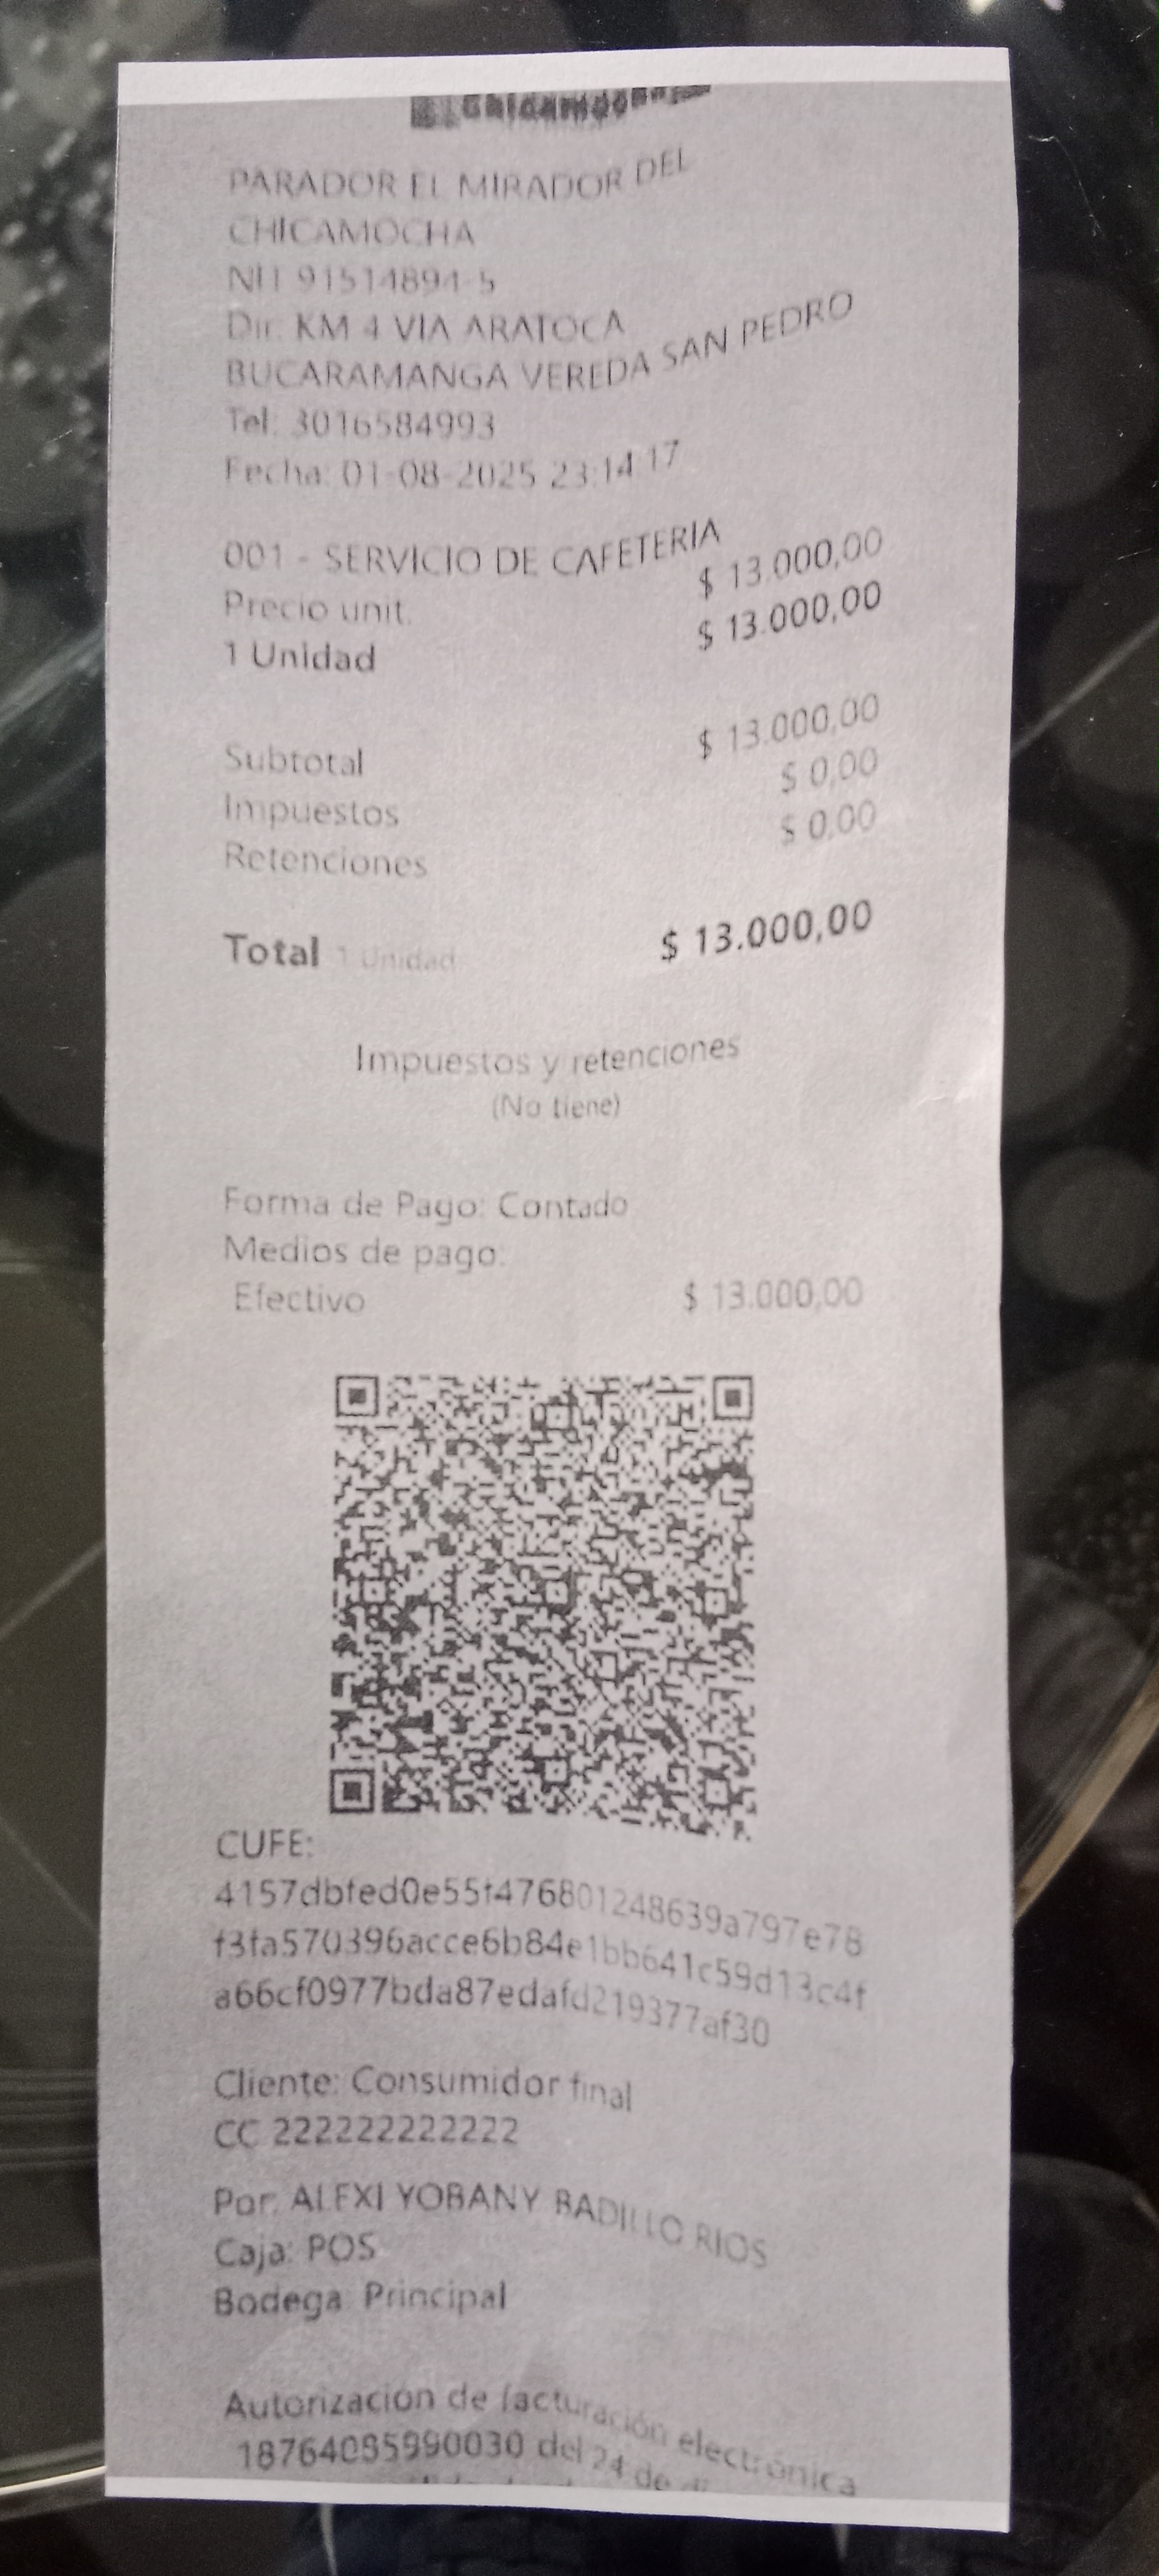 PARADOR EL MIRADOR DEL
CHICAMOCHA
NIT 91514894-5
Dir: KM 4 VIA ARATOCA
BUCARAMANGA VEREDA SAN PEDRO
Tel: 3016584993
Fecha: 01-08-2025 23:14:17
001 - SERVICIO DE CAFETERIA
Precio unit. $ 13.000,00
1 Unidad $ 13.000,00
Subtotal $ 13.000,00
Impuestos $ 0,00
Retenciones $ 0,00
Total 1 Unidad $ 13.000,00
Impuestos y retenciones
(No tiene)
Forma de Pago: Contado
Medios de pago:
Efectivo $ 13.000,00
CUFE:
4157dbfed0e55f476801248639a797e78
f3fa570396acce6b84e1bb641c59d13c4f
a66cf0977bda87edafd219377af30
Cliente: Consumidor final
CC 222222222222
Por: ALEXI YOBANY BADILLO RIOS
Caja: POS
Bodega: Principal
Autorización de facturación electrónica
18764085990030 del 24 de